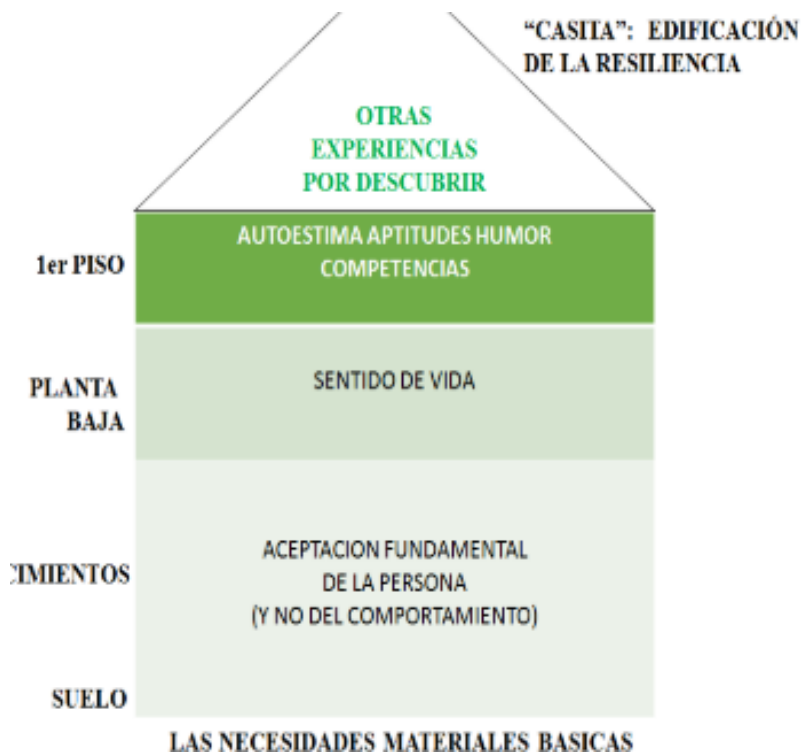 “CASITA”: EDIFICACIÓN
DE LA RESILIENCIA
OTRAS
EXPERIENCIAS
POR DESCUBRIR
1er PISO
AUTOESTIMA APTITUDES HUMOR
COMPETENCIAS
PLANTA
BAJA
SENTIDO DE VIDA
CIMIENTOS
ACEPTACION FUNDAMENTAL
DE LA PERSONA
(Y NO DEL COMPORTAMIENTO)
SUELO
LAS NECESIDADES MATERIALES BASICAS